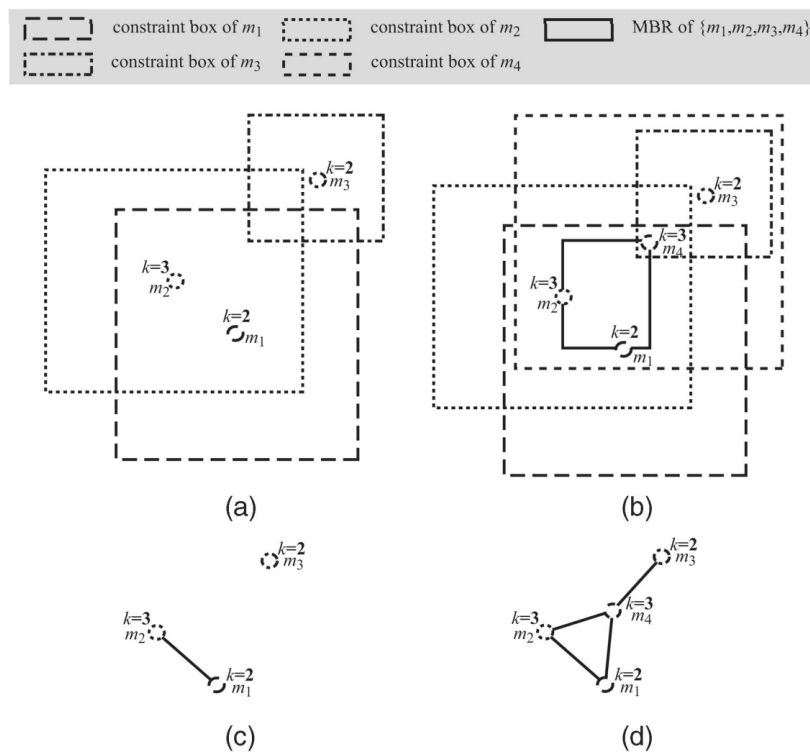 constraint box of m1 constraint box of m2 MBR of {m1,m2,m3,m4}
constraint box of m3 constraint box of m4
k=2
m3
k=3
m2
k=2
m1
(a)
k=2
m3
k=3
m4
k=3
m2
k=2
m1
(b)
k=2
m3
k=3
m2
k=2
m1
(c)
k=2
m3
k=3
m4
k=3
m2
k=2
m1
(d)